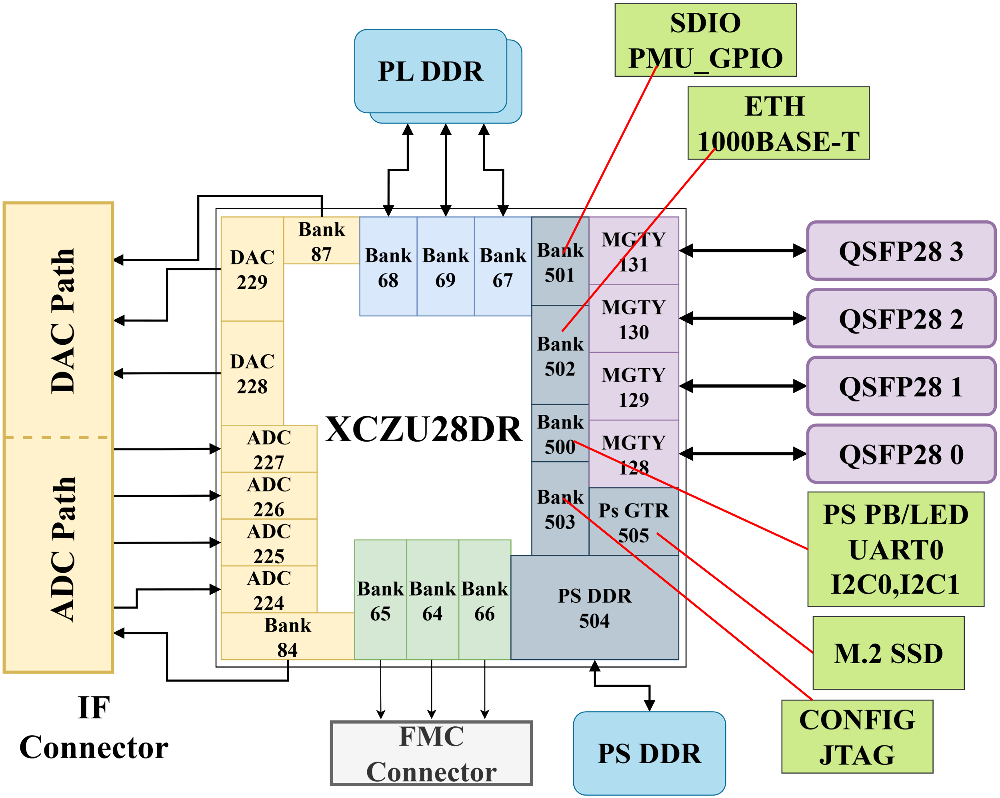 SDIO
PMU_GPIO
PL DDR
ETH
1000BASE-T
DAC Path
ADC Path
IF
Connector
DAC
229
Bank
87
Bank
68
Bank
69
Bank
67
Bank
501
MGTY
131
QSFP28 3
DAC
228
Bank
502
MGTY
130
QSFP28 2
MGTY
129
QSFP28 1
XCZU28DR
Bank
500
MGTY
128
QSFP28 0
ADC
227
ADC
226
ADC
225
ADC
224
Bank
84
Bank
503
Ps GTR
505
Bank
65
Bank
64
Bank
66
PS DDR
504
PS PB/LED
UART0
I2C0,I2C1
M.2 SSD
CONFIG
JTAG
FMC
Connector
PS DDR